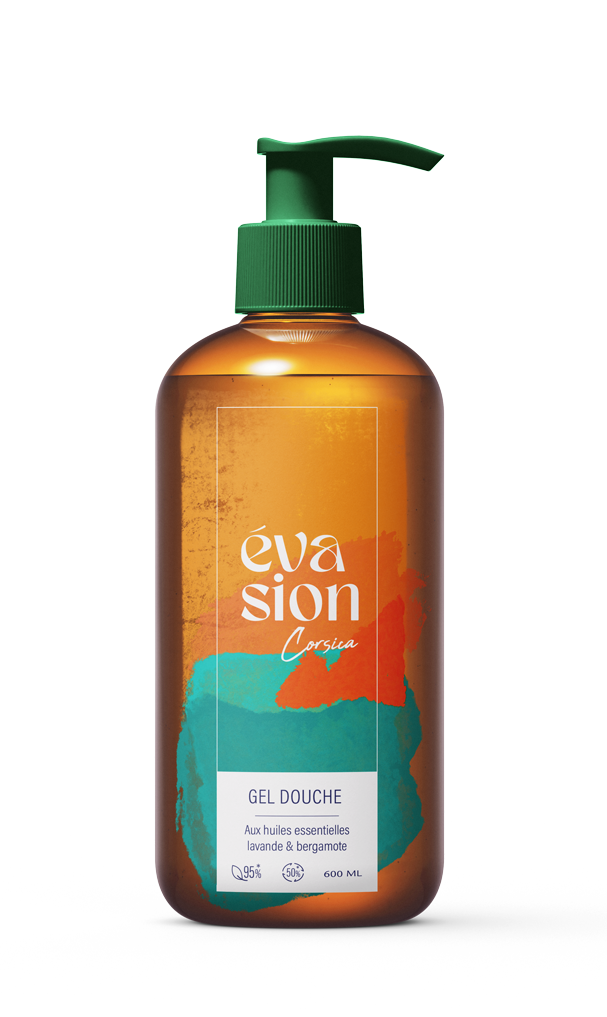 éva
sion
Corsica
GEL DOUCHE
Aux huiles essentielles
lavande & bergamote
95%* 50%* 600 ML